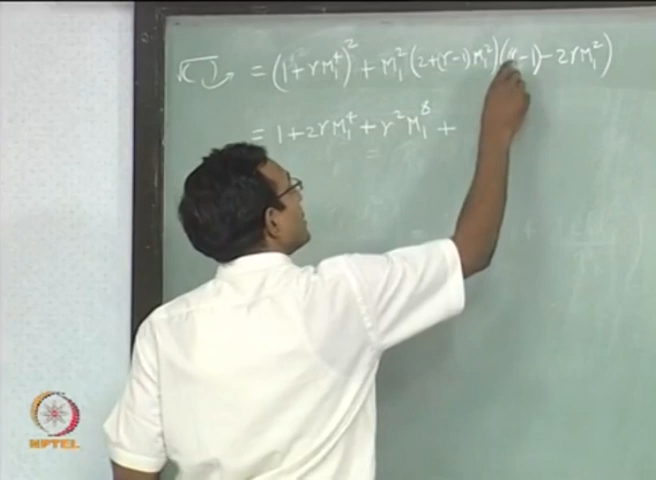 √( ) = (1+γM₁⁴)² + M₁²(2+(γ-1)M₁²)((γ-1)-2γM₁²)
= 1+2γM₁⁴+γ²M₁⁸ +
NPTEL